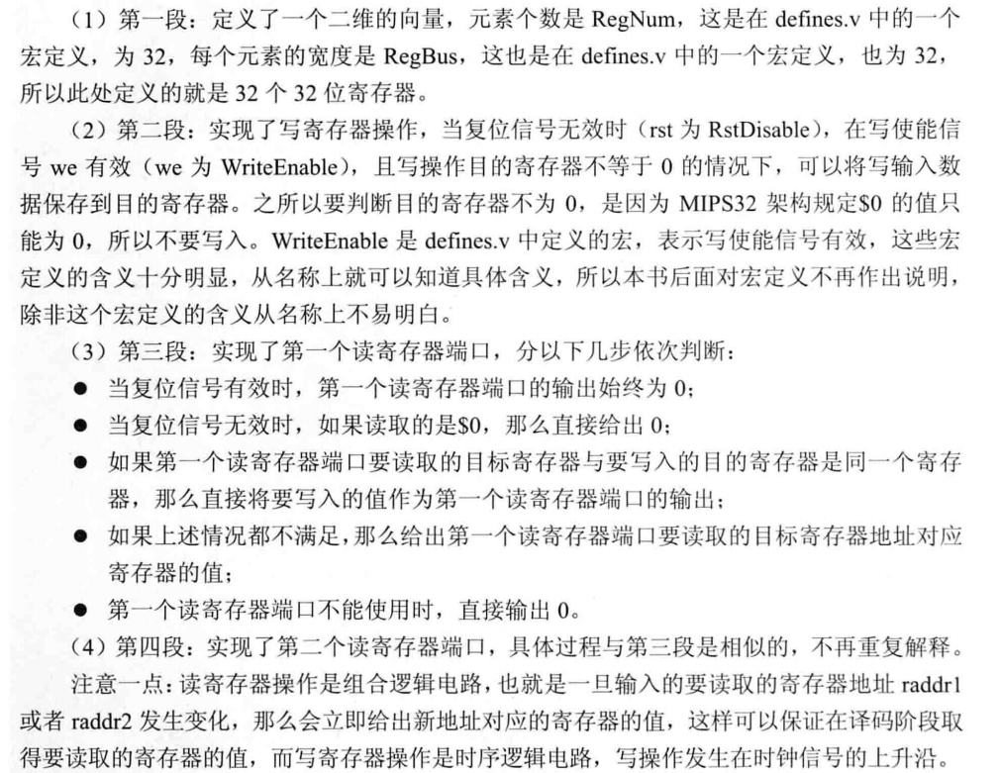 （1）第一段：定义了一个二维的向量，元素个数是 RegNum，这是在 defines.v 中的一个
宏定义，为 32，每个元素的宽度是 RegBus，这也是在 defines.v 中的一个宏定义，也为 32，
所以此处定义的就是 32 个 32 位寄存器。
（2）第二段：实现了写寄存器操作，当复位信号无效时（rst 为 RstDisable），在写使能信
号 we 有效（we 为 WriteEnable），且写操作目的寄存器不等于 0 的情况下，可以将写输入数
据保存到目的寄存器。之所以要判断目的寄存器不为 0，是因为 MIPS32 架构规定$0 的值只
能为 0，所以不要写入。WriteEnable 是 defines.v 中定义的宏，表示写使能信号有效，这些宏
定义的含义十分明显，从名称上就可以知道具体含义，所以本书后面对宏定义不再作出说明，
除非这个宏定义的含义从名称上不易明白。
（3）第三段：实现了第一个读寄存器端口，分以下几步依次判断：
● 当复位信号有效时，第一个读寄存器端口的输出始终为 0；
● 当复位信号无效时，如果读取的是$0，那么直接给出 0；
● 如果第一个读寄存器端口要读取的目标寄存器与要写入的目的寄存器是同一个寄存
器，那么直接将要写入的值作为第一个读寄存器端口的输出；
● 如果上述情况都不满足，那么给出第一个读寄存器端口要读取的目标寄存器地址对应
寄存器的值；
● 第一个读寄存器端口不能使用时，直接输出 0。
（4）第四段：实现了第二个读寄存器端口，具体过程与第三段是相似的，不再重复解释。
注意一点：读寄存器操作是组合逻辑电路，也就是一旦输入的要读取的寄存器地址 raddr1
或者 raddr2 发生变化，那么会立即给出新地址对应的寄存器的值，这样可以保证在译码阶段取
得要读取的寄存器的值，而写寄存器操作是时序逻辑电路，写操作发生在时钟信号的上升沿。